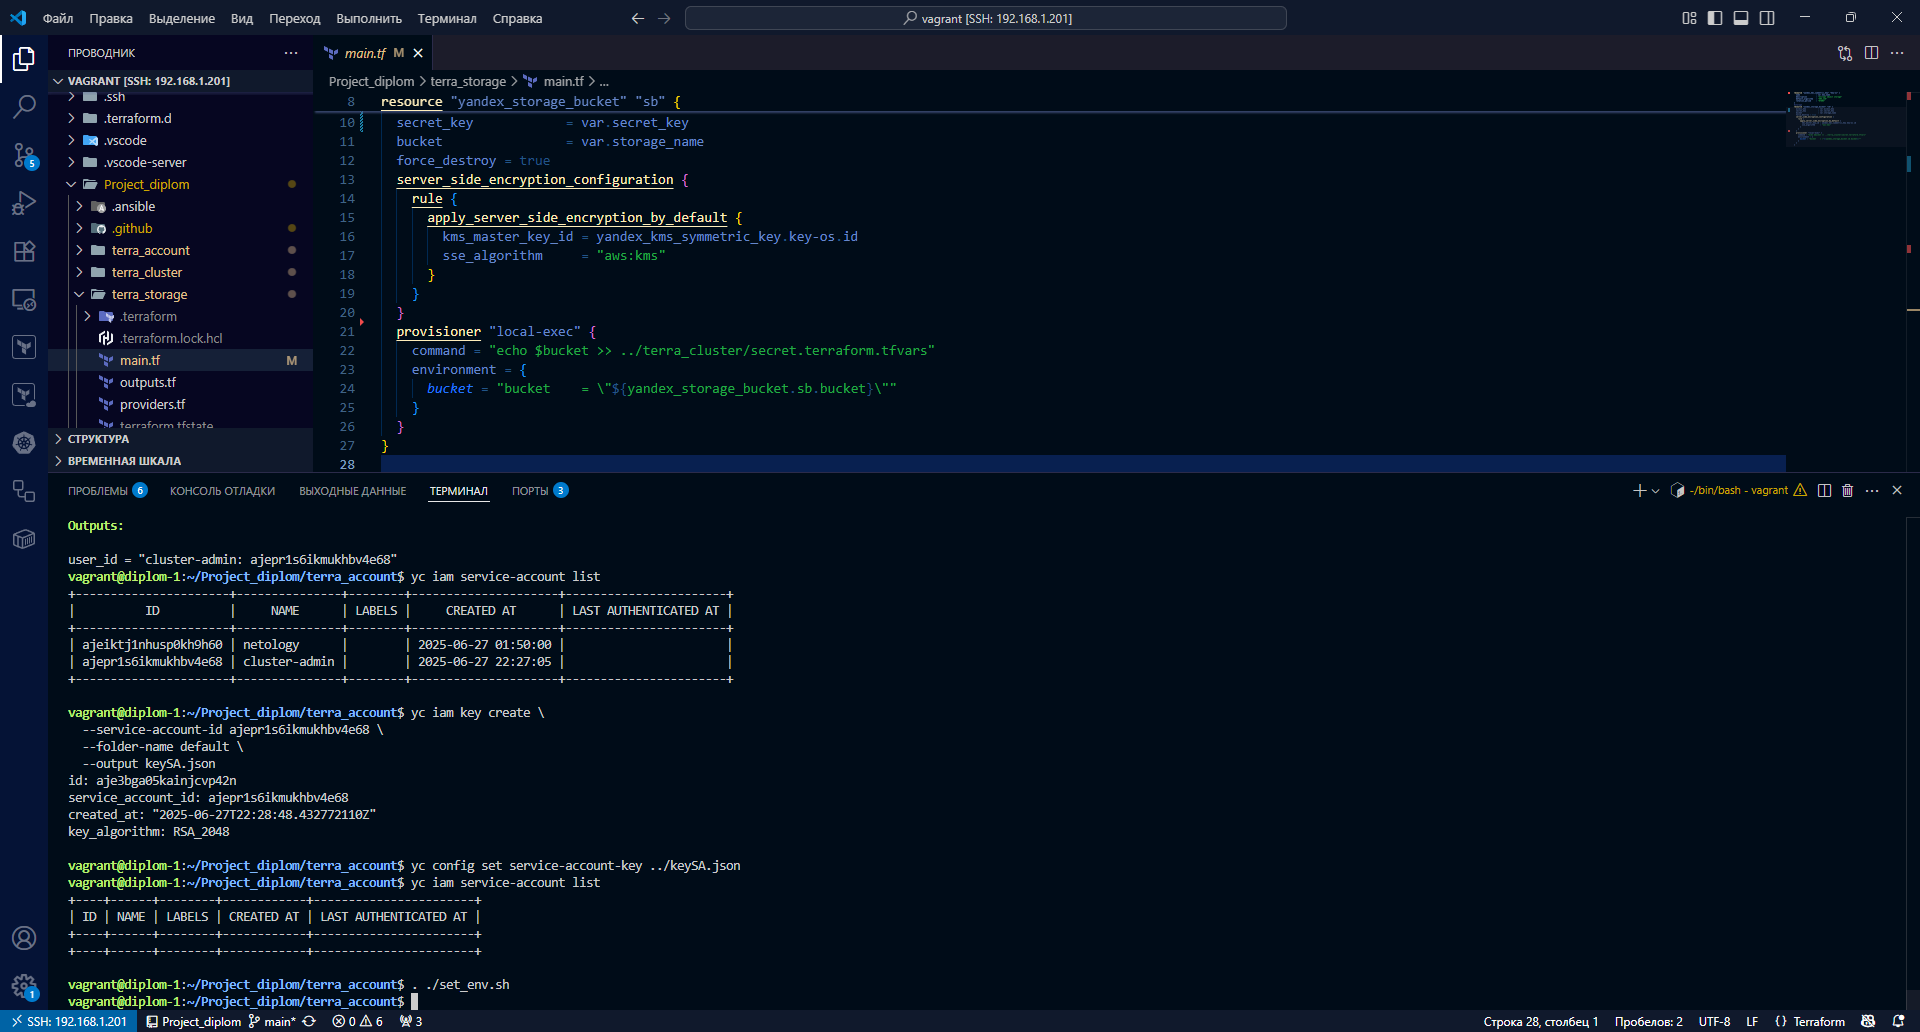 Файл Правка Выделение Вид Переход Выполнить Терминал Справка
vagrant [SSH: 192.168.1.201]
ПРОВОДНИК
VAGRANT [SSH: 192.168.1.201]
.ssh
.terraform.d
.vscode
.vscode-server
Project_diplom
.ansible
.github
terra_account
terra_cluster
terra_storage
.terraform
.terraform.lock.hcl
main.tf M
outputs.tf
providers.tf
terraform.tfstate
СТРУКТУРА
ВРЕМЕННАЯ ШКАЛА
5
1
main.tf M
Project_diplom > terra_storage > main.tf > ...
8 resource "yandex_storage_bucket" "sb" {
10 secret_key = var.secret_key
11 bucket = var.storage_name
12 force_destroy = true
13 server_side_encryption_configuration {
14 rule {
15 apply_server_side_encryption_by_default {
16 kms_master_key_id = yandex_kms_symmetric_key.key-os.id
17 sse_algorithm = "aws:kms"
18 }
19 }
20 }
21 provisioner "local-exec" {
22 command = "echo $bucket >> ../terra_cluster/secret.terraform.tfvars"
23 environment = {
24 bucket = "bucket    = \"${yandex_storage_bucket.sb.bucket}\""
25 }
26 }
27 }
28
ПРОБЛЕМЫ 6 КОНСОЛЬ ОТЛАДКИ ВЫХОДНЫЕ ДАННЫЕ ТЕРМИНАЛ ПОРТЫ 3
-/bin/bash - vagrant
Outputs:
user_id = "cluster-admin: ajepr1s6ikmukhbv4e68"
vagrant@diplom-1:~/Project_diplom/terra_account$ yc iam service-account list
| ID | NAME | LABELS | CREATED AT | LAST AUTHENTICATED AT |
| ajeiktj1nhusp0kh9h60 | netology | | 2025-06-27 01:50:00 | |
| ajepr1s6ikmukhbv4e68 | cluster-admin | | 2025-06-27 22:27:05 | |
vagrant@diplom-1:~/Project_diplom/terra_account$ yc iam key create \
--service-account-id ajepr1s6ikmukhbv4e68 \
--folder-name default \
--output keySA.json
id: aje3bga05kainjcvp42n
service_account_id: ajepr1s6ikmukhbv4e68
created_at: "2025-06-27T22:28:48.432772110Z"
key_algorithm: RSA_2048
vagrant@diplom-1:~/Project_diplom/terra_account$ yc config set service-account-key ../keySA.json
vagrant@diplom-1:~/Project_diplom/terra_account$ yc iam service-account list
| ID | NAME | LABELS | CREATED AT | LAST AUTHENTICATED AT |
vagrant@diplom-1:~/Project_diplom/terra_account$ . ./set_env.sh
vagrant@diplom-1:~/Project_diplom/terra_account$
SSH: 192.168.1.201 Project_diplom main* 0 6 3 Строка 28, столбец 1 Пробелов: 2 UTF-8 LF {} Terraform